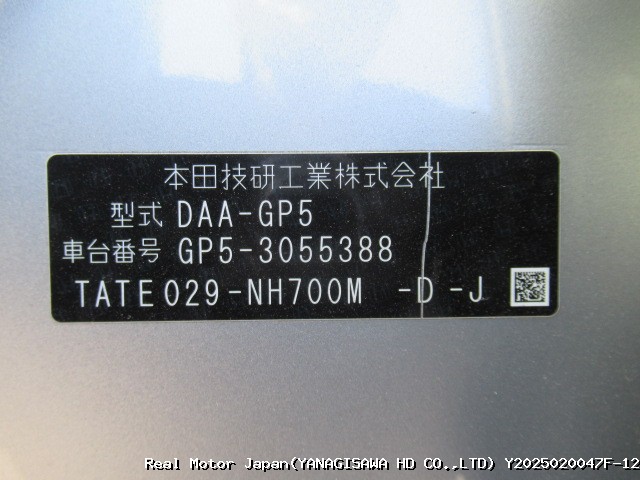 本田技研工業株式会社
型式 DAA-GP5
車台番号 GP5-3055388
TATE029-NH700M -D-J
Real Motor Japan(YANAGISAWA HD CO.,LTD) Y2025020047F-12